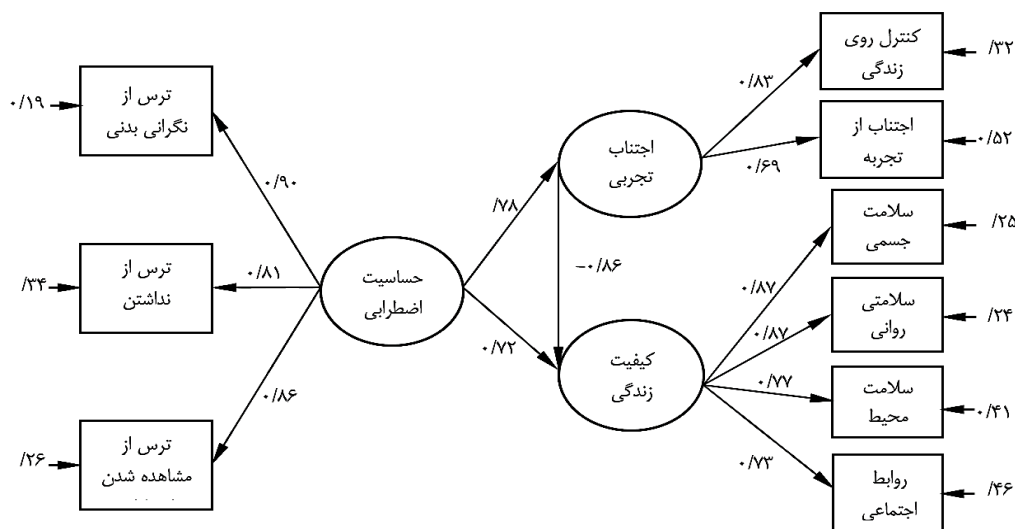 کنترل روی
زندگی
/۳۲
۰/۸۳
ترس از
نگرانی بدنی
۰/۱۹
اجتناب از
تجربه
۰/۵۲
اجتناب
تجربی
۰/۶۹
۰/۹۰
/۷۸
سلامت
جسمی
/۲۵
ترس از
نداشتن
/۳۴
۰/۸۱
حساسیت
اضطرابی
−۰/۸۶
۰/۸۷
سلامتی
روانی
/۲۴
۰/۸۷
۰/۷۲
کیفیت
زندگی
۰/۷۷
سلامت
محیط
۰/۴۱
۰/۸۶
ترس از
مشاهده شدن
/۲۶
۰/۷۳
روابط
اجتماعی
/۴۶